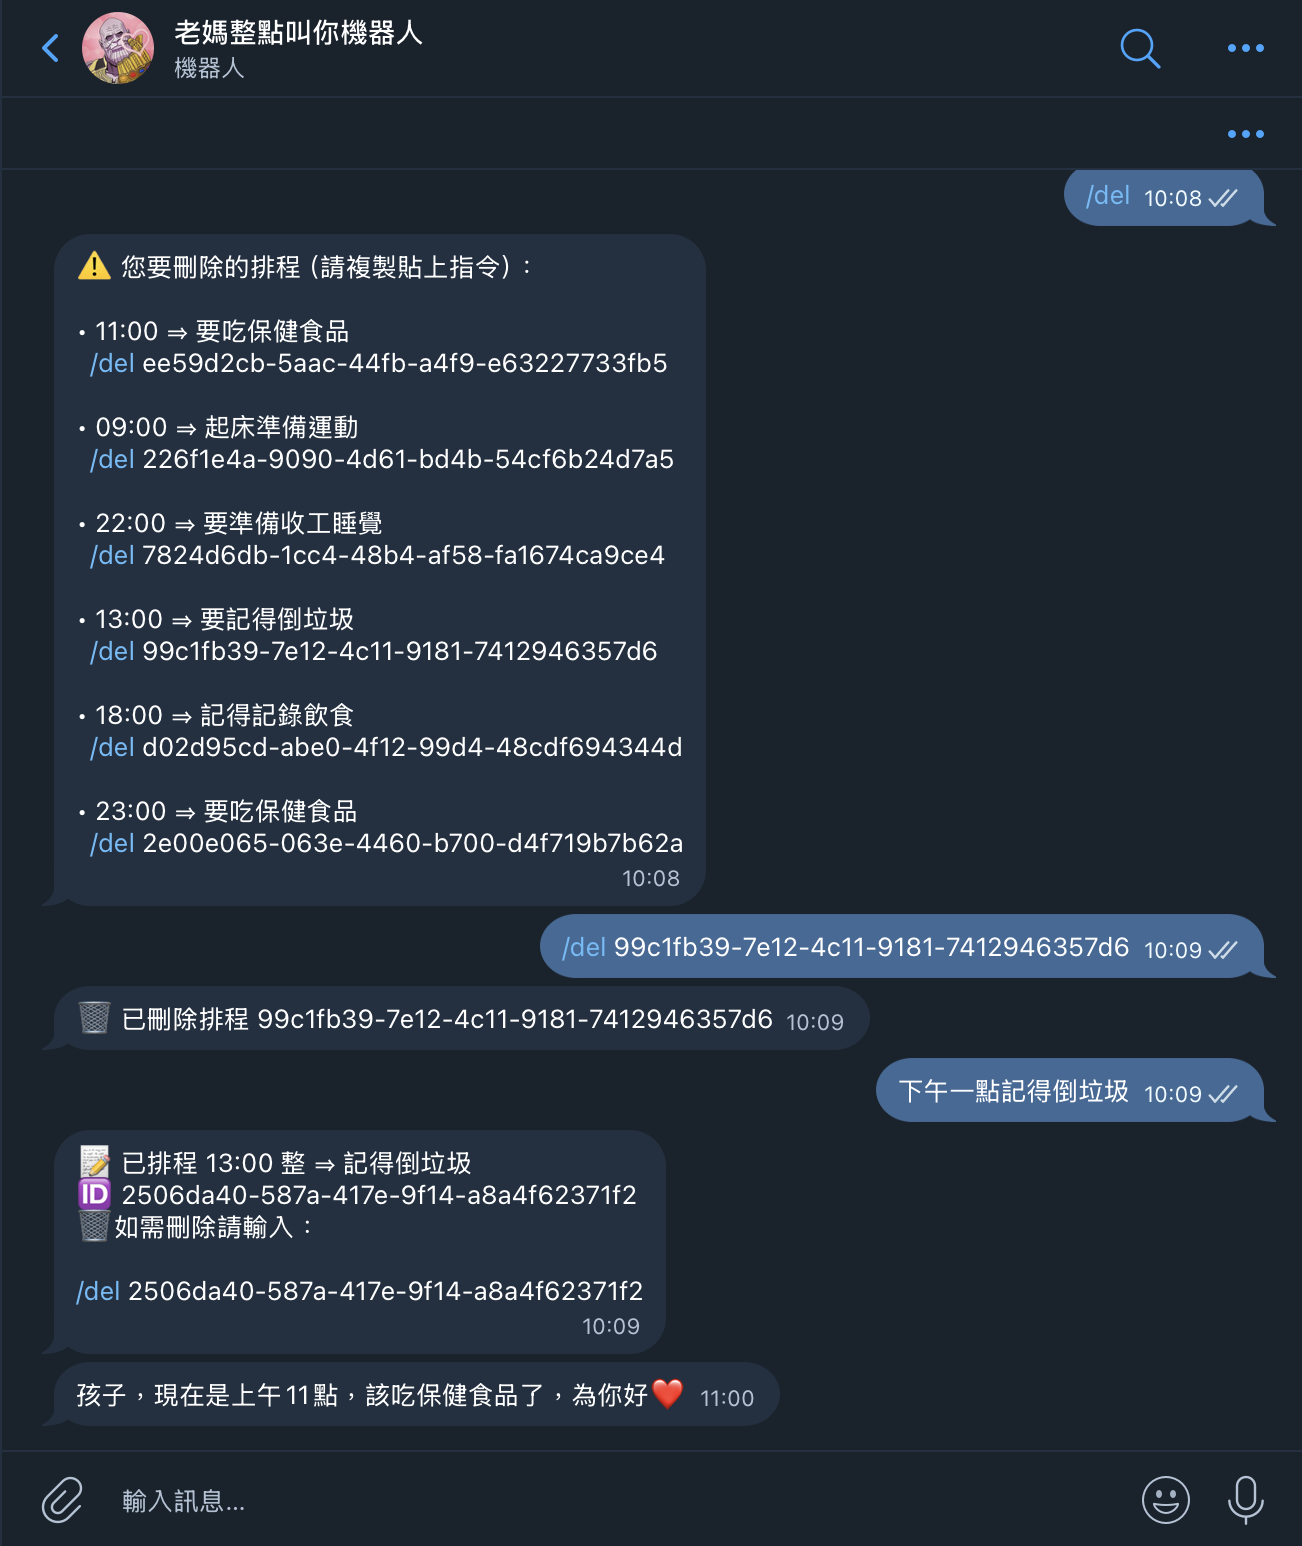 老媽整點叫你機器人
機器人
/del 10:08
⚠️ 您要刪除的排程 (請複製貼上指令)：
• 11:00 ⇒ 要吃保健食品
/del ee59d2cb-5aac-44fb-a4f9-e63227733fb5
• 09:00 ⇒ 起床準備運動
/del 226f1e4a-9090-4d61-bd4b-54cf6b24d7a5
• 22:00 ⇒ 要準備收工睡覺
/del 7824d6db-1cc4-48b4-af58-fa1674ca9ce4
• 13:00 ⇒ 要記得倒垃圾
/del 99c1fb39-7e12-4c11-9181-7412946357d6
• 18:00 ⇒ 記得記錄飲食
/del d02d95cd-abe0-4f12-99d4-48cdf694344d
• 23:00 ⇒ 要吃保健食品
/del 2e00e065-063e-4460-b700-d4f719b7b62a
10:08
/del 99c1fb39-7e12-4c11-9181-7412946357d6 10:09
🗑️ 已刪除排程 99c1fb39-7e12-4c11-9181-7412946357d6 10:09
下午一點記得倒垃圾 10:09
📝 已排程 13:00 整 ⇒ 記得倒垃圾
🆔 2506da40-587a-417e-9f14-a8a4f62371f2
🗑️如需刪除請輸入：
/del 2506da40-587a-417e-9f14-a8a4f62371f2
10:09
孩子，現在是上午11點，該吃保健食品了，為你好❤️ 11:00
輸入訊息...